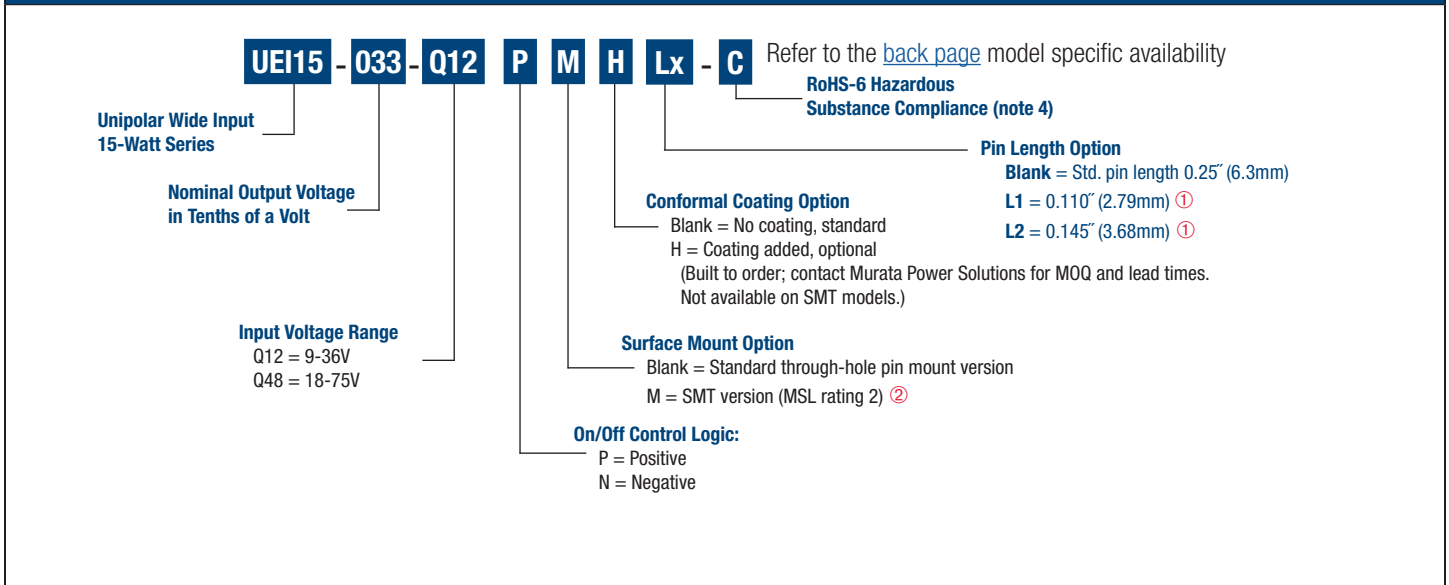 UEI15 - 033 - Q12 P M H Lx - C Refer to the back page model specific availability
RoHS-6 Hazardous
Substance Compliance (note 4)
Unipolar Wide Input
15-Watt Series
Pin Length Option
Blank = Std. pin length 0.25˝ (6.3mm)
L1 = 0.110˝ (2.79mm) ①
L2 = 0.145˝ (3.68mm) ①
Nominal Output Voltage
in Tenths of a Volt
Conformal Coating Option
Blank = No coating, standard
H = Coating added, optional
(Built to order; contact Murata Power Solutions for MOQ and lead times.
Not available on SMT models.)
Input Voltage Range
Q12 = 9-36V
Q48 = 18-75V
Surface Mount Option
Blank = Standard through-hole pin mount version
M = SMT version (MSL rating 2) ②
On/Off Control Logic:
P = Positive
N = Negative